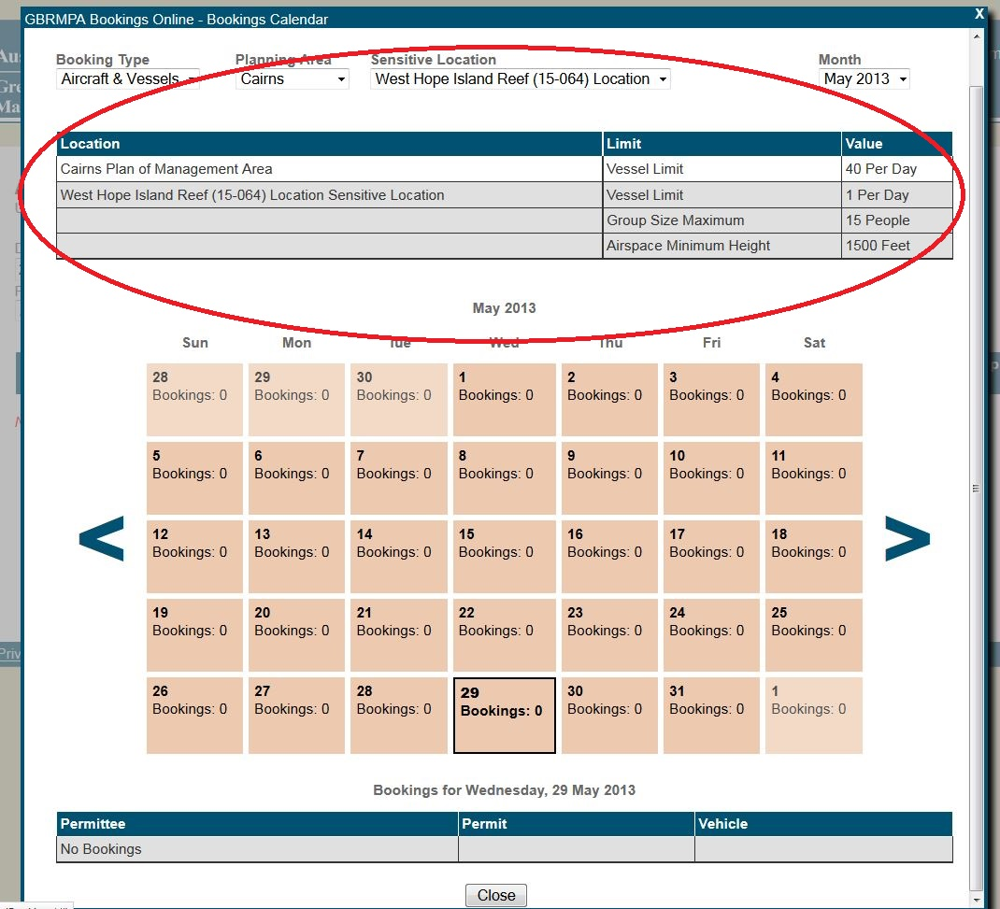 GBRMPA Bookings Online - Bookings Calendar X
Booking Type Planning Area Sensitive Location Month
Aircraft & Vessels Cairns West Hope Island Reef (15-064) Location May 2013
Location Limit Value
Cairns Plan of Management Area Vessel Limit 40 Per Day
West Hope Island Reef (15-064) Location Sensitive Location Vessel Limit 1 Per Day
Group Size Maximum 15 People
Airspace Minimum Height 1500 Feet
May 2013
Sun Mon Tue Wed Thu Fri Sat
28 29 30 1 2 3 4
Bookings: 0 Bookings: 0 Bookings: 0 Bookings: 0 Bookings: 0 Bookings: 0 Bookings: 0
5 6 7 8 9 10 11
Bookings: 0 Bookings: 0 Bookings: 0 Bookings: 0 Bookings: 0 Bookings: 0 Bookings: 0
< >
12 13 14 15 16 17 18
Bookings: 0 Bookings: 0 Bookings: 0 Bookings: 0 Bookings: 0 Bookings: 0 Bookings: 0
19 20 21 22 23 24 25
Bookings: 0 Bookings: 0 Bookings: 0 Bookings: 0 Bookings: 0 Bookings: 0 Bookings: 0
26 27 28 29 30 31 1
Bookings: 0 Bookings: 0 Bookings: 0 Bookings: 0 Bookings: 0 Bookings: 0 Bookings: 0
Bookings for Wednesday, 29 May 2013
Permittee Permit Vehicle
No Bookings
Close